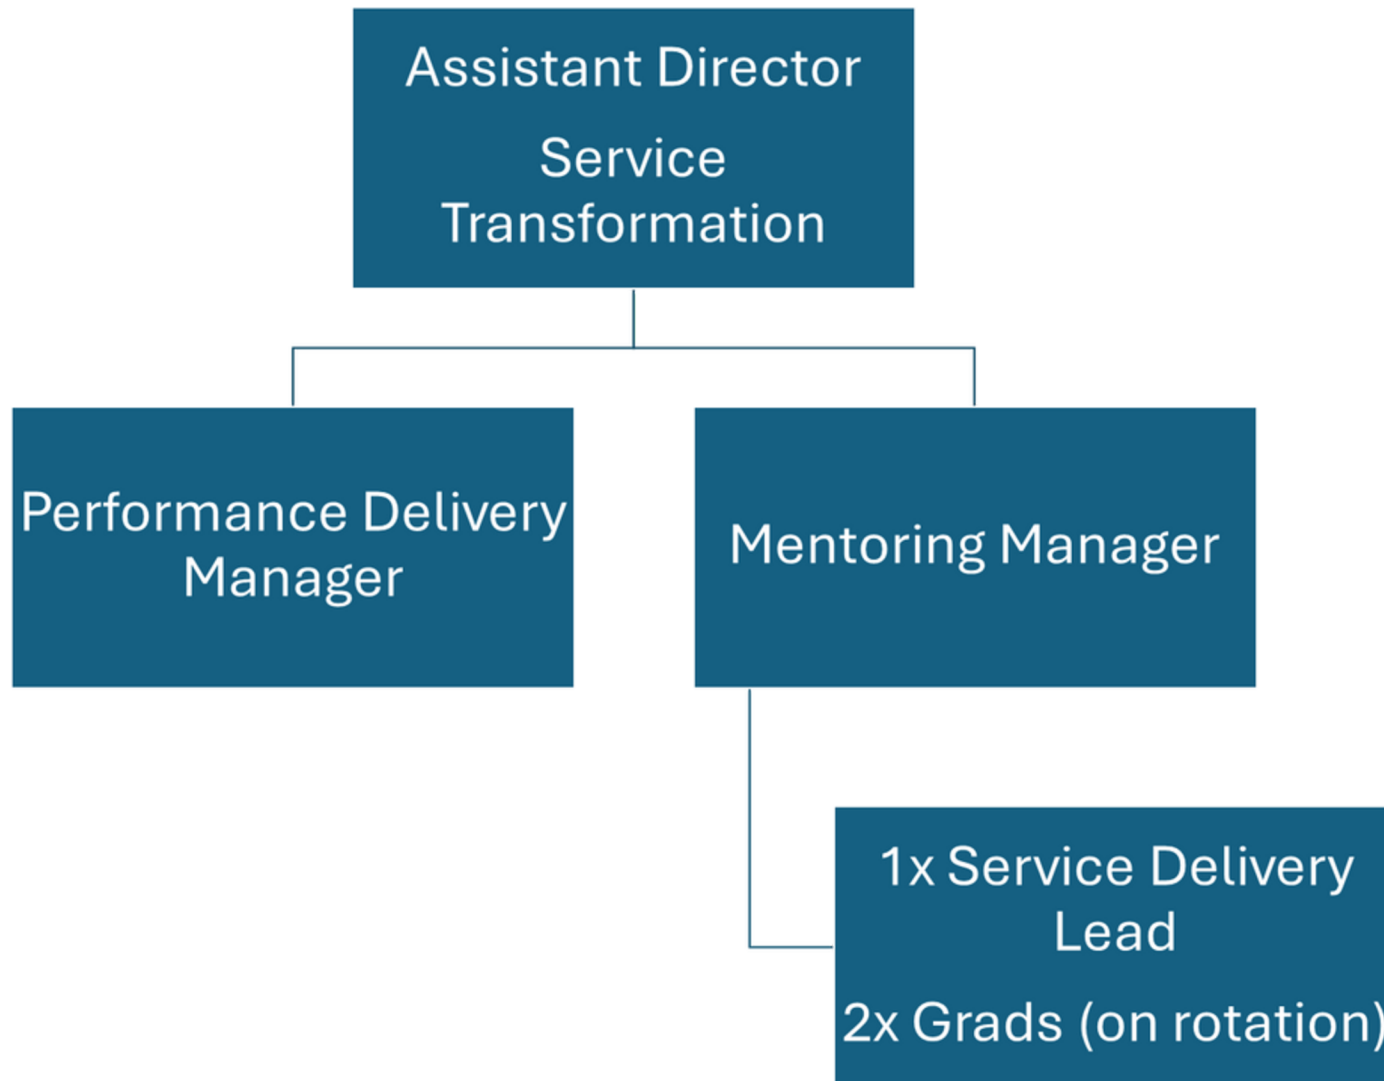 Assistant Director
Service
Transformation
Performance Delivery
Manager
Mentoring Manager
1x Service Delivery
Lead
2x Grads (on rotation)